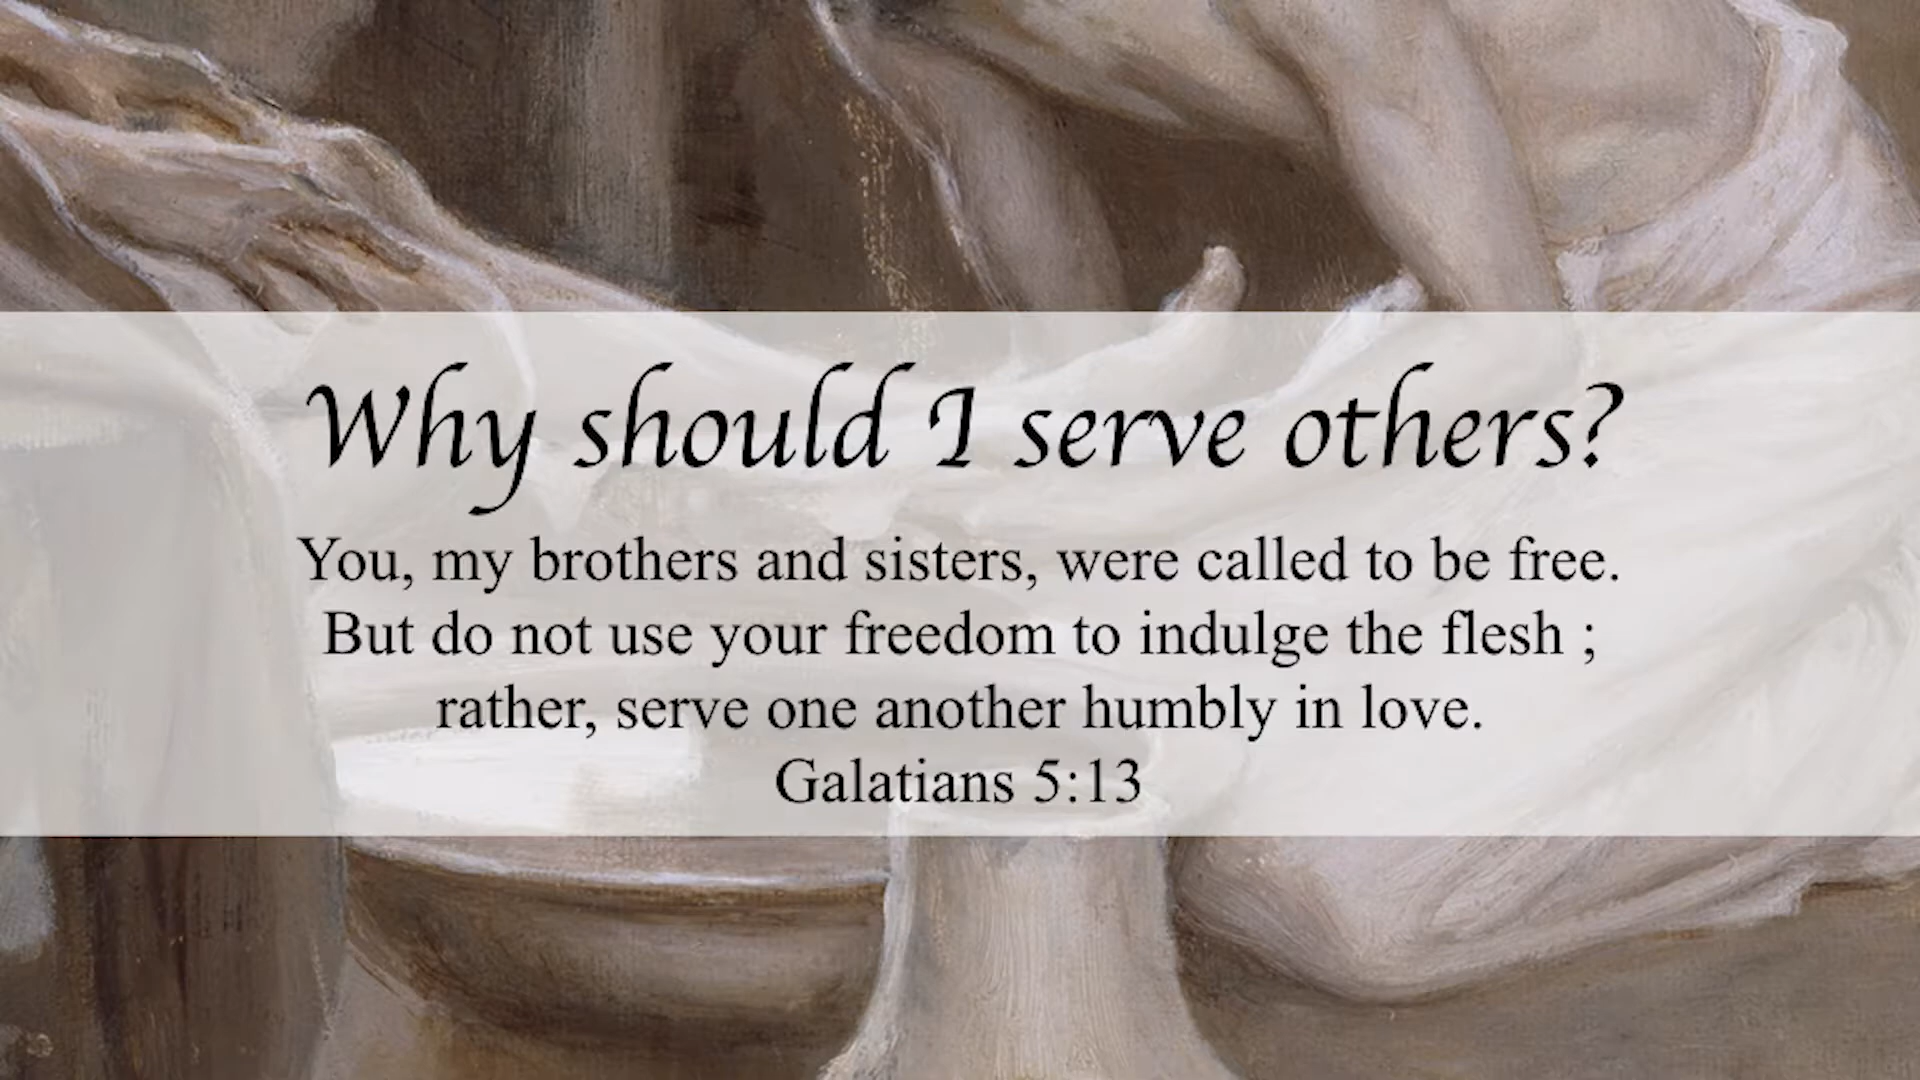 Why should I serve others?
You, my brothers and sisters, were called to be free.
But do not use your freedom to indulge the flesh ;
rather, serve one another humbly in love.
Galatians 5:13